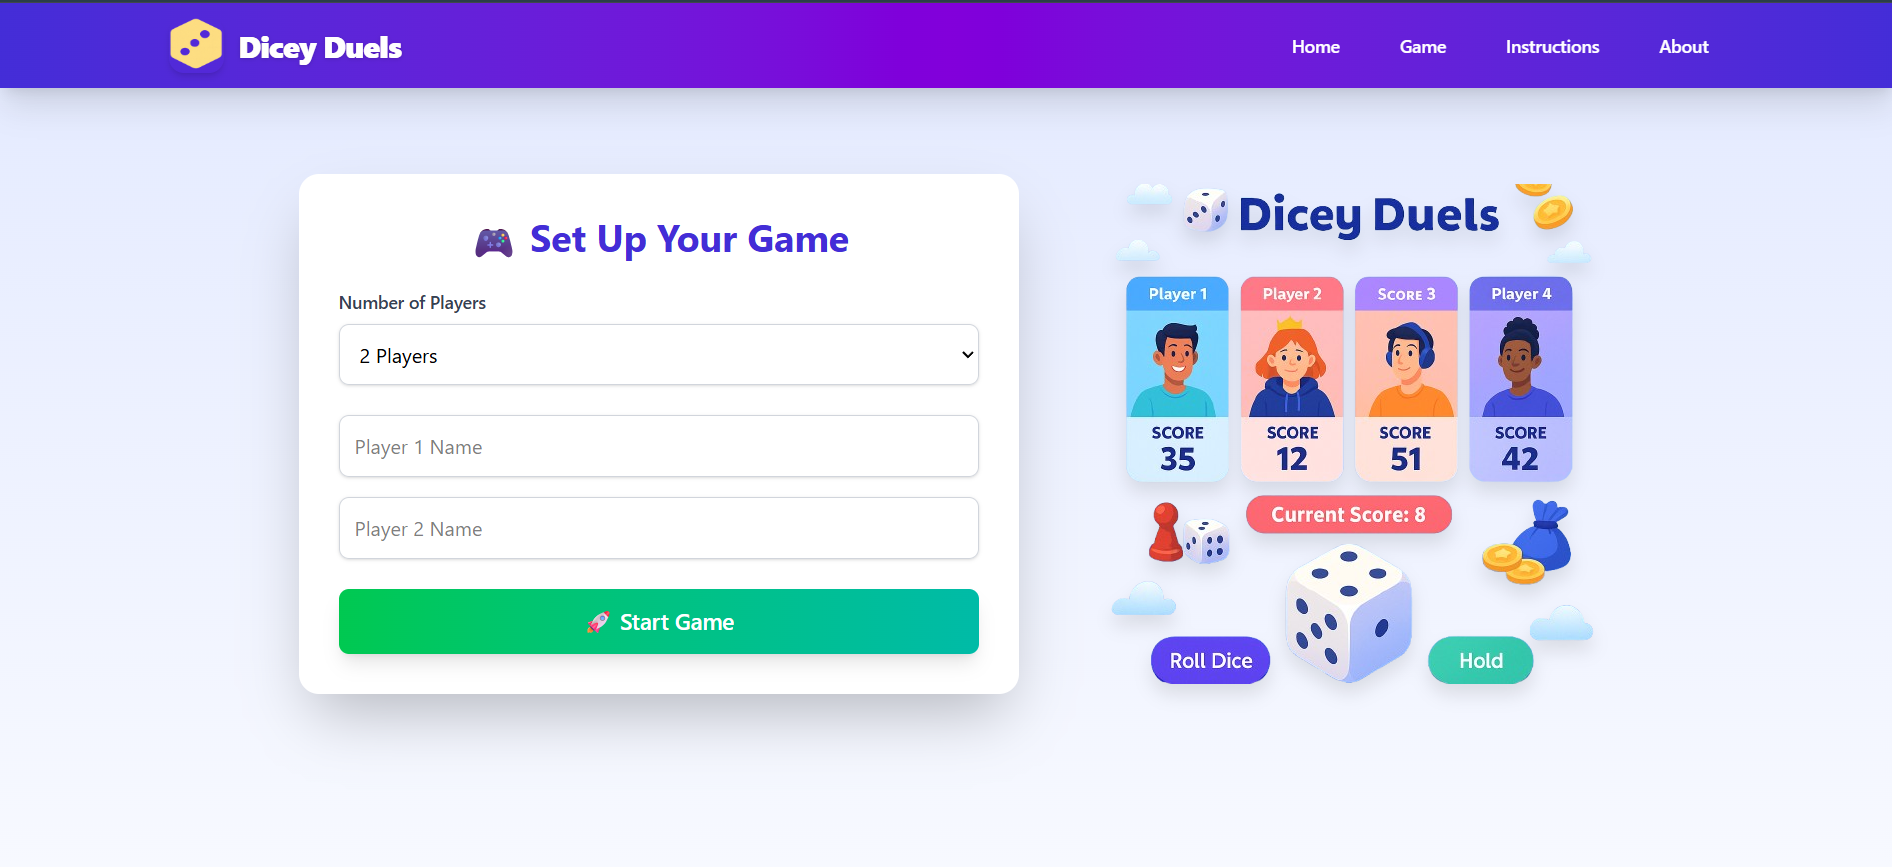 Dicey Duels
Home
Game
Instructions
About
🎮 Set Up Your Game
Number of Players
2 Players
Player 1 Name
Player 2 Name
🚀 Start Game
Dicey Duels
Player 1
Player 2
SCORE 3
Player 4
SCORE
35
SCORE
12
SCORE
51
SCORE
42
Current Score: 8
Roll Dice
Hold